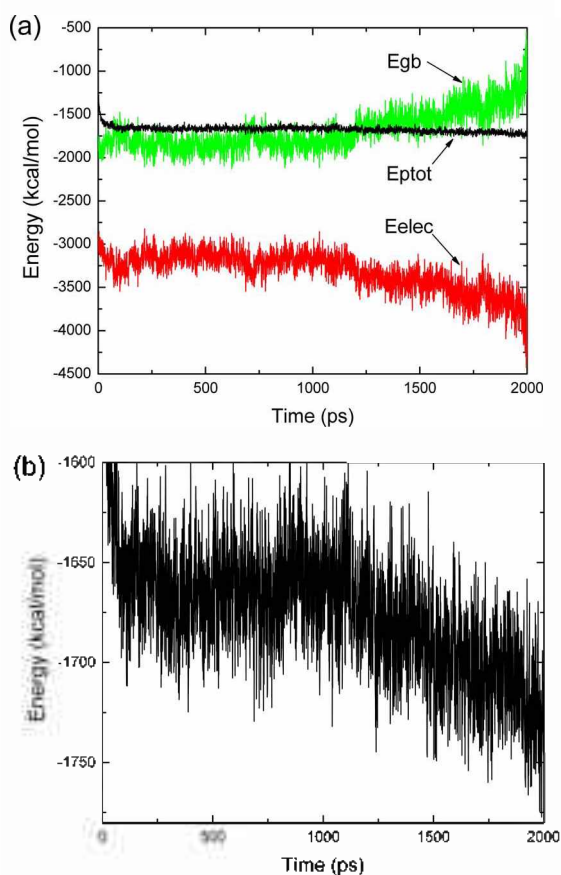 (a)
-500
-1000
-1500
-2000
-2500
-3000
-3500
-4000
-4500
Energy (kcal/mol)
Egb
Eptot
Eelec
0 500 1000 1500 2000
Time (ps)
(b)
-1600
-1650
-1700
-1750
Energy (kcal/mol)
0 500 1000 1500 2000
Time (ps)